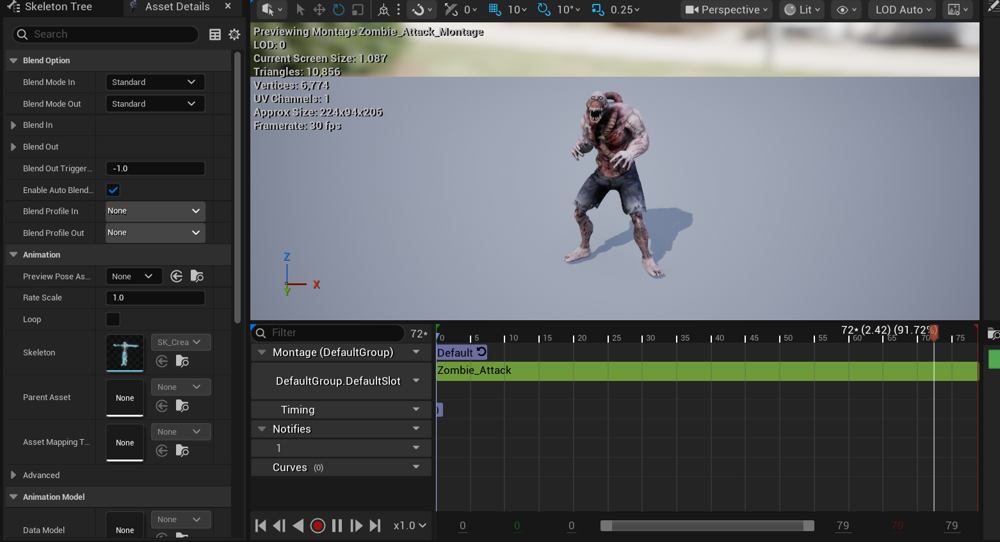 Skeleton Tree
Asset Details ×
0
10
10°
0.25
Perspective
Lit
LOD Auto
Search
Blend Option
Blend Mode In Standard
Blend Mode Out Standard
Blend In
Blend Out
Blend Out Trigger... -1.0
Enable Auto Blend...
Blend Profile In None
Blend Profile Out None
Animation
Preview Pose As... None
Rate Scale 1.0
Loop
Skeleton SK_Crea
Parent Asset None None
Asset Mapping T... None None
Advanced
Animation Model
Data Model None None
Previewing Montage Zombie_Attack_Montage
LOD: 0
Current Screen Size: 1.087
Triangles: 10,856
Vertices: 6,774
UV Channels: 1
Approx Size: 224x94x206
Framerate: 30 fps
Z
X
Y
Filter 72*
72* (2.42) (91.72%)
0 5 10 15 20 25 30 35 40 45 50 55 60 65 70 75
Montage (DefaultGroup) Default
Zombie_Attack
DefaultGroup.DefaultSlot
Timing
Notifies
1
Curves (0)
x1.0
0 0 0 79 79 79